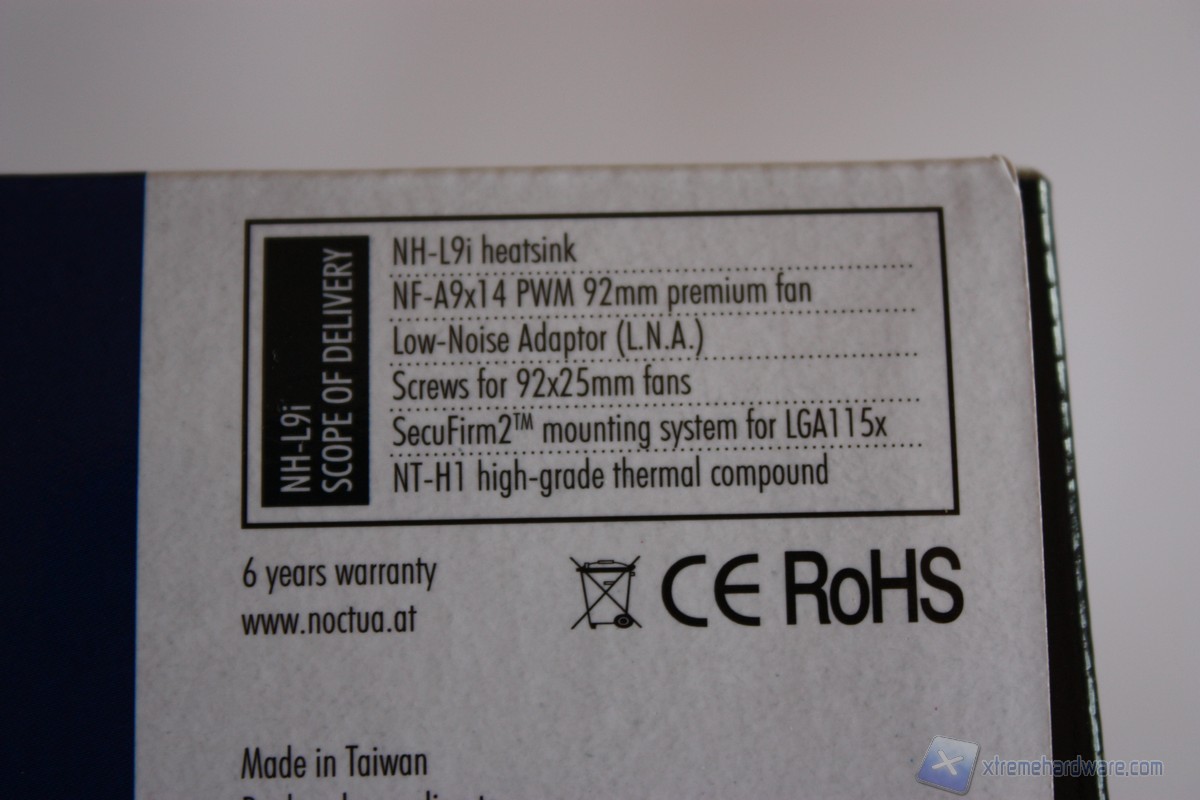 NH-L9i
SCOPE OF DELIVERY
NH-L9i heatsink
NF-A9x14 PWM 92mm premium fan
Low-Noise Adaptor (L.N.A.)
Screws for 92x25mm fans
SecuFirm2™ mounting system for LGA115x
NT-H1 high-grade thermal compound
6 years warranty
www.noctua.at
CE RoHS
Made in Taiwan
xtremehardware.com